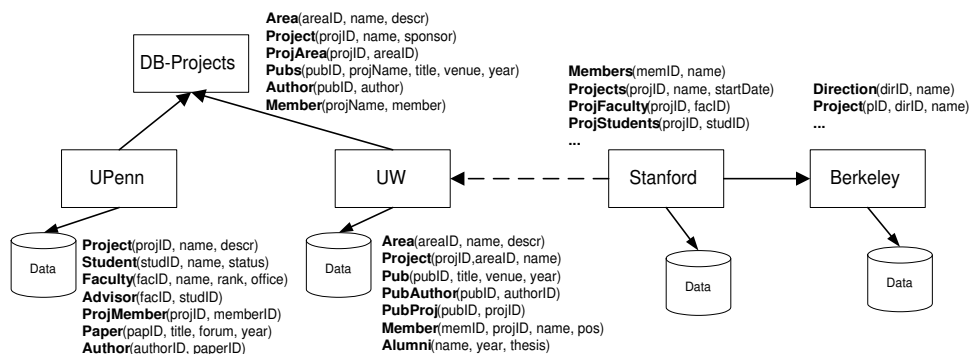 Area(areaID, name, descr)
Project(projID, name, sponsor)
ProjArea(projID, areaID)
Pubs(pubID, projName, title, venue, year)
Author(pubID, author)
Member(projName, member)
DB-Projects
Members(memID, name)
Projects(projID, name, startDate)
ProjFaculty(projID, facID)
ProjStudents(projID, studID)
...
Direction(dirID, name)
Project(pID, dirID, name)
...
UPenn
UW
Stanford
Berkeley
Data
Project(projID, name, descr)
Student(studID, name, status)
Faculty(facID, name, rank, office)
Advisor(facID, studID)
ProjMember(projID, memberID)
Paper(papID, title, forum, year)
Author(authorID, paperID)
Data
Area(areaID, name, descr)
Project(projID,areaID, name)
Pub(pubID, title, venue, year)
PubAuthor(pubID, authorID)
PubProj(pubID, projID)
Member(memID, projID, name, pos)
Alumni(name, year, thesis)
Data
Data